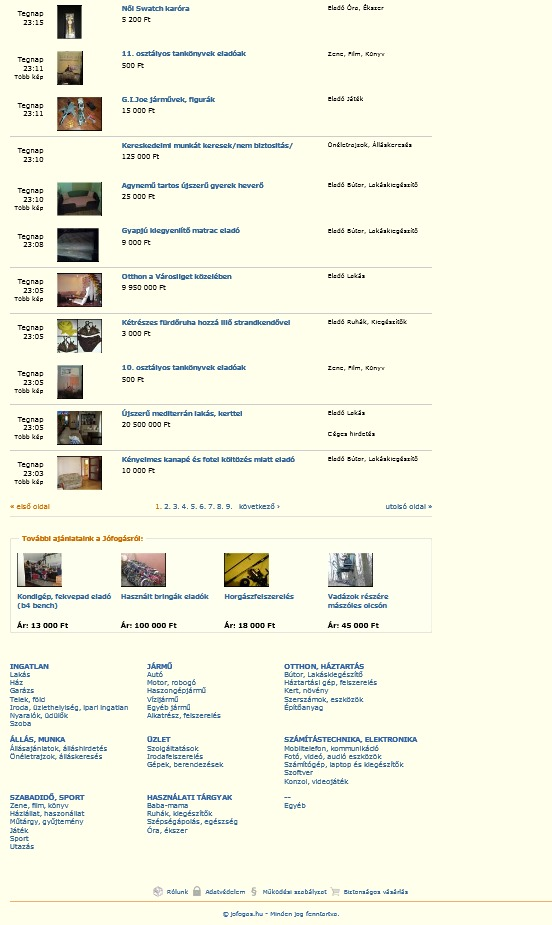 Tegnap 23:15 Női Swatch karóra Eladó Óra, Ékszer
5 200 Ft
Tegnap 23:11 11. osztályos tankönyvek eladóak Zene, Film, Könyv
Több kép 500 Ft
Tegnap 23:11 G.I.Joe járművek, figurák Eladó Játék
15 000 Ft
Tegnap 23:10 Kereskedelmi munkát keresek/nem biztosítás/ Önéletrajzok, Álláskeresés
125 000 Ft
Tegnap 23:10 Ágynemű tartos újszerű gyerek heverő Eladó Bútor, Lakáskiegészítő
Több kép 25 000 Ft
Tegnap 23:08 Gyapjú kiegyenlítő matrac eladó Eladó Bútor, Lakáskiegészítő
9 000 Ft
Tegnap 23:05 Otthon a Városliget közelében Eladó Lakás
Több kép 9 950 000 Ft
Tegnap 23:05 Kétrészes fürdőruha hozzá illő strandkendővel Eladó Ruhák, Kiegészítők
3 000 Ft
Tegnap 23:05 10. osztályos tankönyvek eladóak Zene, Film, Könyv
Több kép 500 Ft
Tegnap 23:05 Újszerű mediterrán lakás, kerttel Eladó Lakás
Több kép 20 500 000 Ft Céges hirdetés
Tegnap 23:03 Kényelmes kanapé és fotel költözés miatt eladó Eladó Bútor, Lakáskiegészítő
Több kép 10 000 Ft
« első oldal 1. 2. 3. 4. 5. 6. 7. 8. 9. következő › utolsó oldal »
További ajánlataink a Jófogásról:
Kondigép, fekvepad eladó Használt bringák eladók Horgászfelszerelés Vadázok részére
(b4 bench) mászóles olcsón
Ár: 13 000 Ft Ár: 100 000 Ft Ár: 18 000 Ft Ár: 45 000 Ft
INGATLAN JÁRMŰ OTTHON, HÁZTARTÁS
Lakás Autó Bútor, Lakáskiegészítő
Ház Motor, robogó Háztartási gép, felszerelés
Garázs Haszongépjármű Kert, növény
Telek, föld Vízijármű Szerszámok, eszközök
Iroda, üzlethelyiség, ipari ingatlan Egyéb jármű Építőanyag
Nyaralók, üdülők Alkatrész, felszerelés
Szoba
ÁLLÁS, MUNKA ÜZLET SZÁMÍTÁSTECHNIKA, ELEKTRONIKA
Állásajánlatok, álláshirdetés Szolgáltatások Mobiltelefon, kommunikáció
Önéletrajzok, álláskeresés Irodafelszerelés Fotó, videó, audió eszközök
Gépek, berendezések Számítógép, laptop és kiegészítők
Szoftver
Konzol, videojáték
SZABADIDŐ, SPORT HASZNÁLATI TÁRGYAK --
Zene, film, könyv Baba-mama Egyéb
Háziállat, haszonállat Ruhák, kiegészítők
Műtárgy, gyűjtemény Szépségápolás, egészség
Játék Óra, ékszer
Sport
Utazás
Rólunk Adatvédelem § Működési szabályzat Biztonságos vásárlás
© jofogas.hu - Minden jog fenntartva.